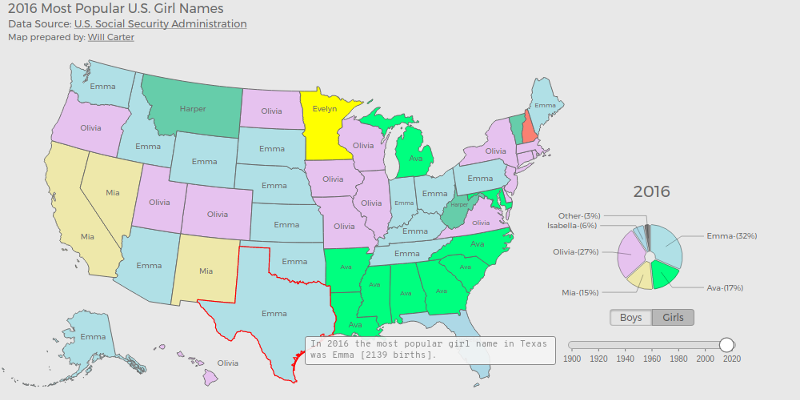 2016 Most Popular U.S. Girl Names
Data Source: U.S. Social Security Administration
Map prepared by: Will Carter
Emma
Harper
Olivia
Evelyn
Emma
Olivia
Olivia
Emma
Emma
Emma
Olivia
Ava
Olivia
Mia
Mia
Olivia
Olivia
Emma
Olivia
Olivia
Emma
Emma
Emma
Harper
Olivia
Emma
Olivia
Emma
Emma
Ava
Emma
Mia
Emma
Emma
Ava
Ava
Ava
Ava
Ava
Emma
Ava
Emma
Olivia
In 2016 the most popular girl name in Texas
was Emma [2139 births].
2016
Other-(3%)
Isabella-(6%)
Emma-(32%)
Olivia-(27%)
Mia-(15%)
Ava-(17%)
Boys
Girls
1900 1920 1940 1960 1980 2000 2020